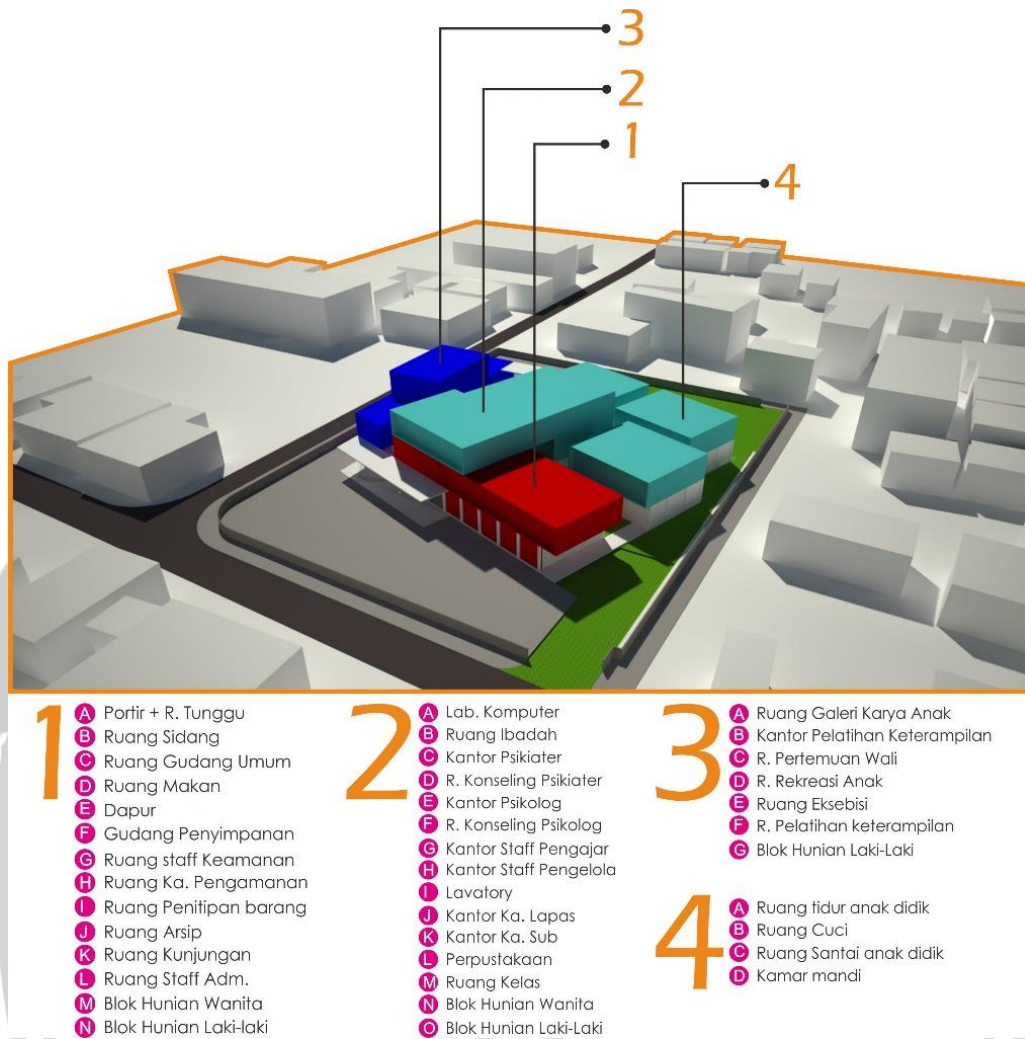 3
2
1
4
1
A Portir + R. Tunggu
B Ruang Sidang
C Ruang Gudang Umum
D Ruang Makan
E Dapur
F Gudang Penyimpanan
G Ruang staff Keamanan
H Ruang Ka. Pengamanan
I Ruang Penitipan barang
J Ruang Arsip
K Ruang Kunjungan
L Ruang Staff Adm.
M Blok Hunian Wanita
N Blok Hunian Laki-laki
2
A Lab. Komputer
B Ruang Ibadah
C Kantor Psikiater
D R. Konseling Psikiater
E Kantor Psikolog
F R. Konseling Psikolog
G Kantor Staff Pengajar
H Kantor Staff Pengelola
I Lavatory
J Kantor Ka. Lapas
K Kantor Ka. Sub
L Perpustakaan
M Ruang Kelas
N Blok Hunian Wanita
O Blok Hunian Laki-Laki
3
A Ruang Galeri Karya Anak
B Kantor Pelatihan Keterampilan
C R. Pertemuan Wali
D R. Rekreasi Anak
E Ruang Eksebisi
F R. Pelatihan keterampilan
G Blok Hunian Laki-Laki
4
A Ruang tidur anak didik
B Ruang Cuci
C Ruang Santai anak didik
D Kamar mandi